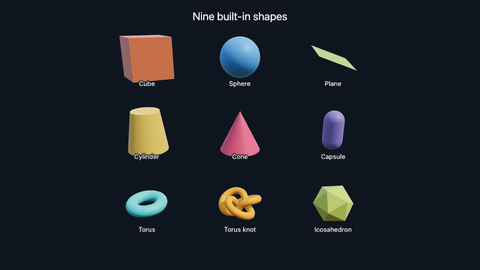 Nine built-in shapes
Cube
Sphere
Plane
Cylinder
Cone
Capsule
Torus
Torus knot
Icosahedron